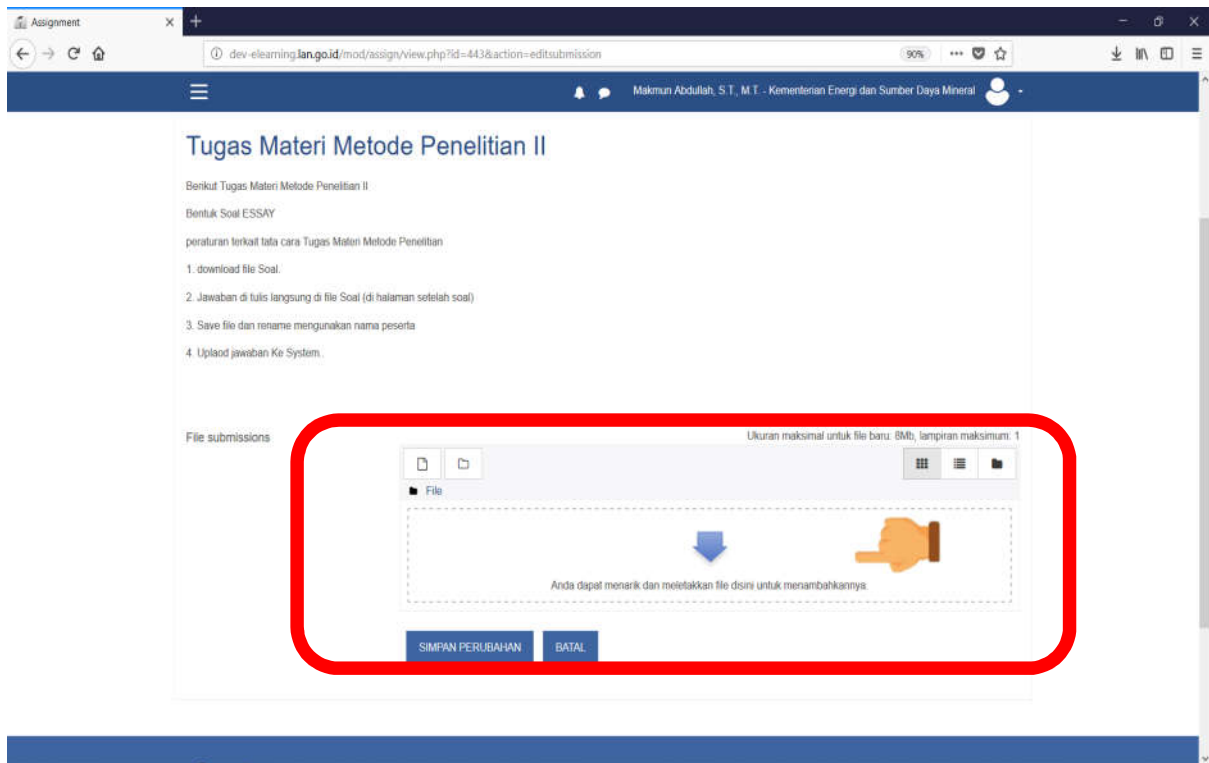 Assignment
dev-elearning.lan.go.id/mod/assign/view.php?id=443&action=editsubmission
90%
Makmun Abdullah, S.T., M.T. - Kementerian Energi dan Sumber Daya Mineral
Tugas Materi Metode Penelitian II
Berikut Tugas Materi Metode Penelitian II
Bentuk Soal ESSAY
peraturan terkait tata cara Tugas Materi Metode Penelitian
1. download file Soal.
2. Jawaban di tulis langsung di file Soal (di halaman setelah soal)
3. Save file dan rename mengunakan nama peserta
4. Uplaod jawaban Ke System..
File submissions
Ukuran maksimal untuk file baru: 8Mb, lampiran maksimum: 1
File
Anda dapat menarik dan meletakkan file disini untuk menambahkannya.
SIMPAN PERUBAHAN
BATAL